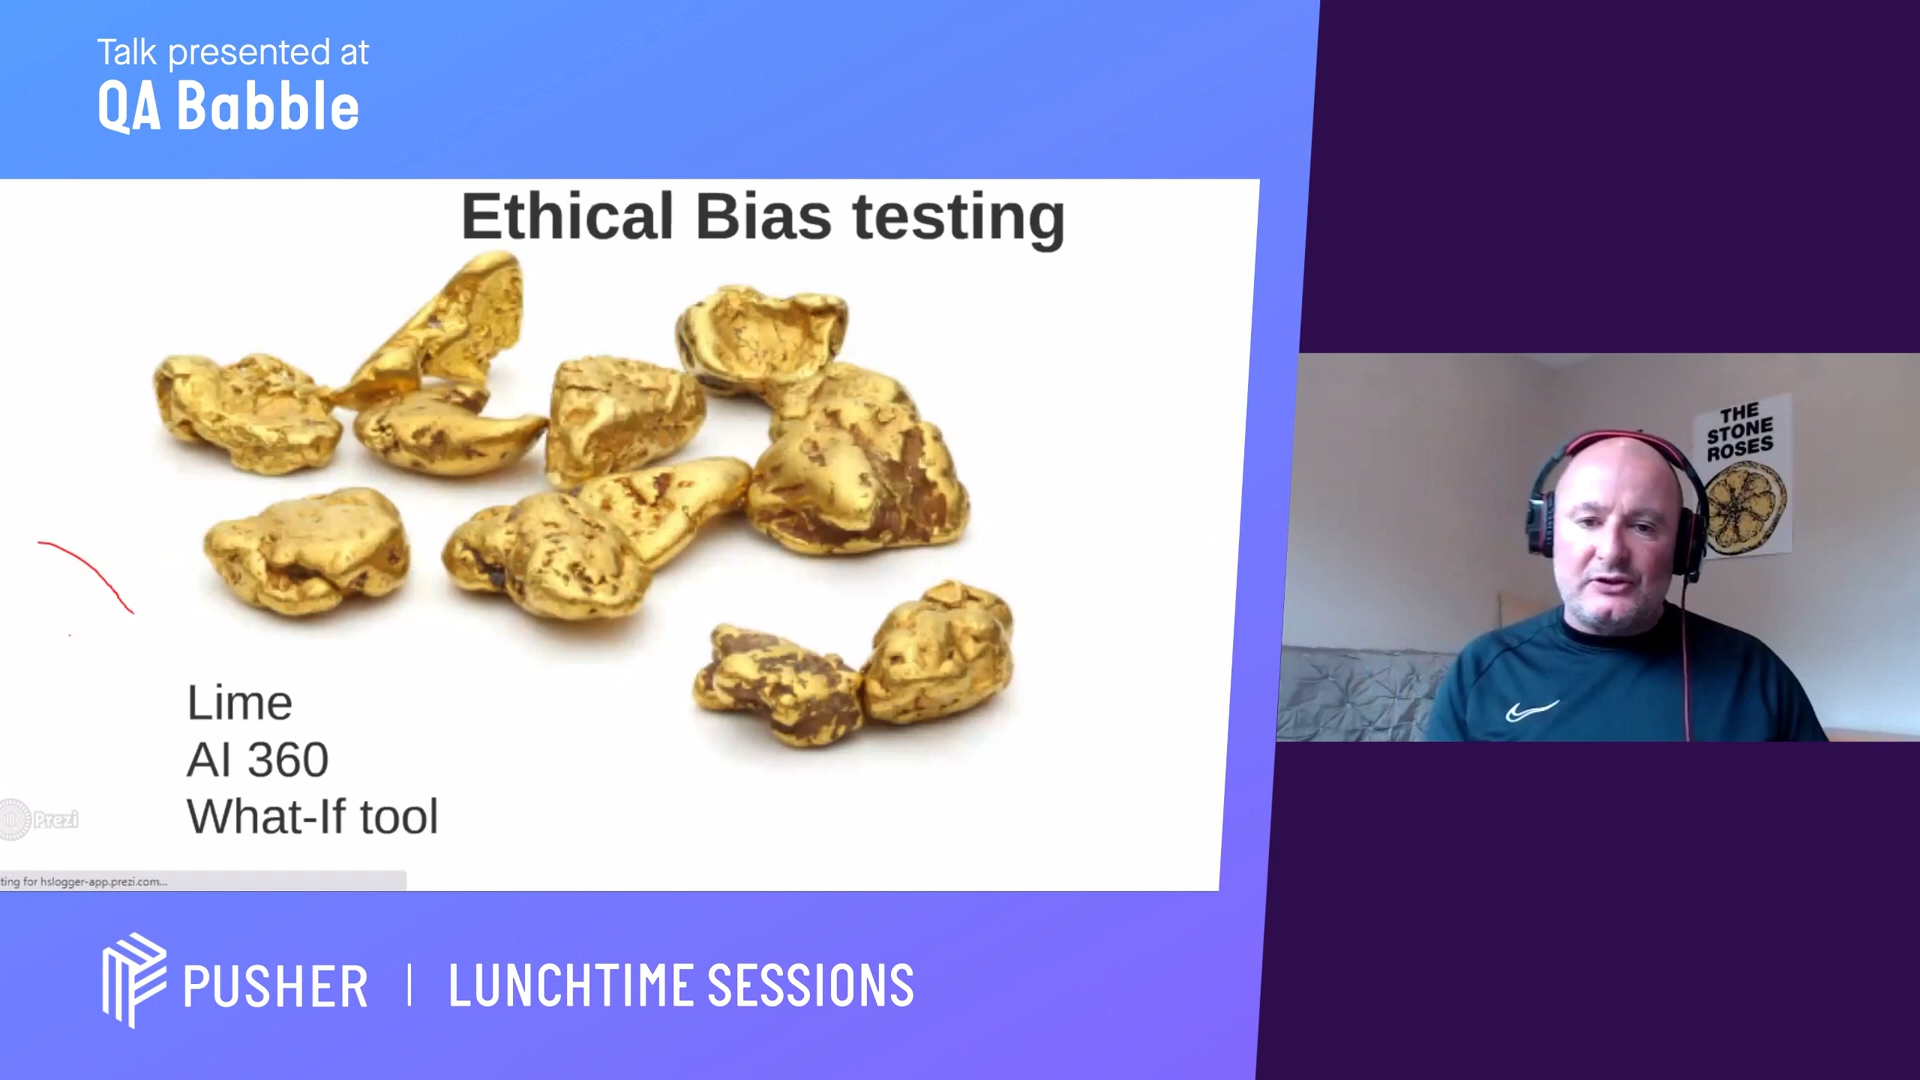 Talk presented at
QA Babble
Ethical Bias testing
THE
STONE
ROSES
Lime
AI 360
What-If tool
Prezi
ting for hslogger-app.prezi.com...
PUSHER | LUNCHTIME SESSIONS